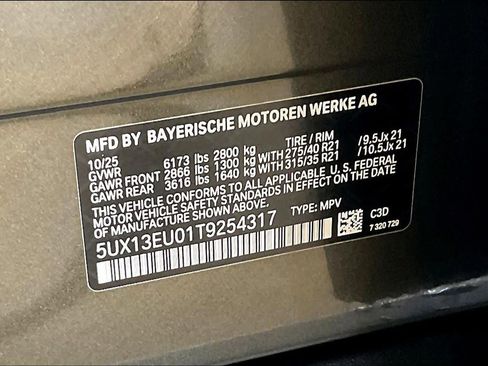 MFD BY BAYERISCHE MOTOREN WERKE AG
10/25 TIRE / RIM
GVWR 6173 lbs 2800 kg
GAWR FRONT 2866 lbs 1300 kg WITH 275/40 R21 /9.5Jx21
GAWR REAR 3616 lbs 1640 kg WITH 315/35 R21 /10.5Jx21
THIS VEHICLE CONFORMS TO ALL APPLICABLE U.S. FEDERAL
MOTOR VEHICLE SAFETY STANDARDS IN EFFECT ON THE DATE
OF MANUFACTURE SHOWN ABOVE.
5UX13EU01T9254317 TYPE: MPV C3D
7 320 729